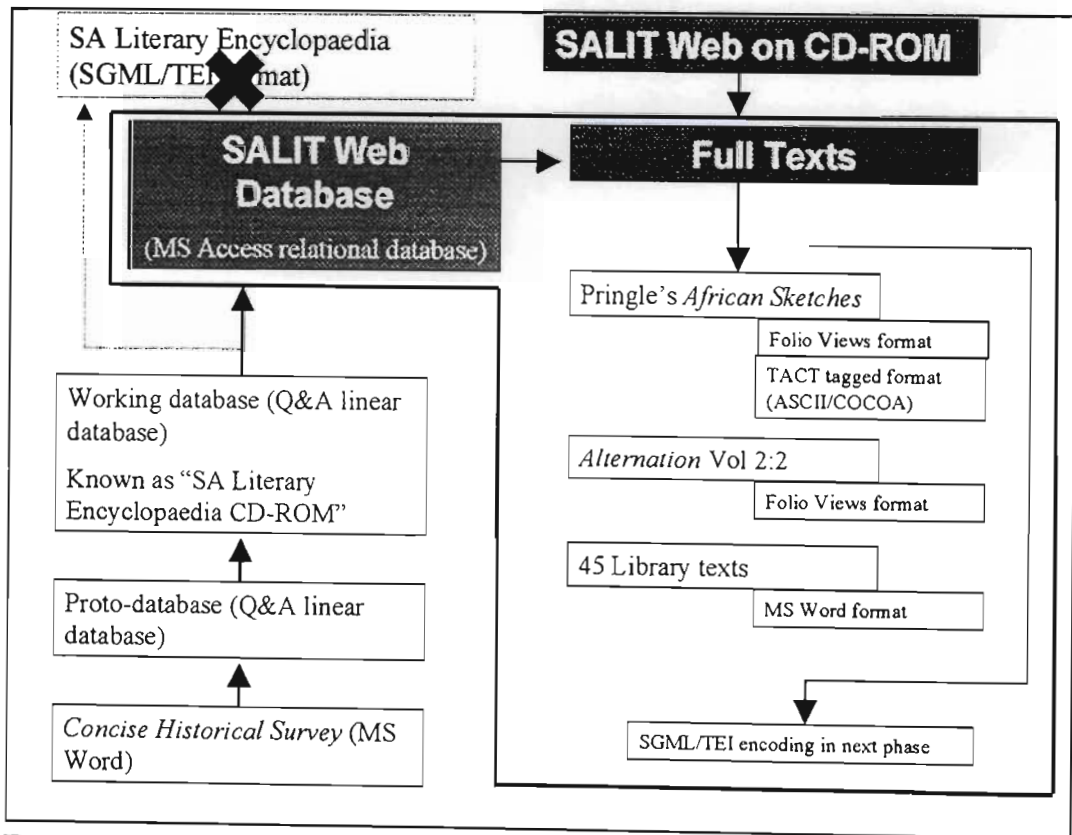 SA Literary Encyclopaedia
(SGML/TEI mat)
SALIT Web on CD-ROM
SALIT Web
Database
(MS Access relational database)
Full Texts
Pringle's African Sketches
Folio Views format
TACT tagged format
(ASCII/COCOA)
Alternation Vol 2:2
Folio Views format
45 Library texts
MS Word format
SGML/TEI encoding in next phase
Working database (Q&A linear
database)
Known as “SA Literary
Encyclopaedia CD-ROM”
Proto-database (Q&A linear
database)
Concise Historical Survey (MS
Word)